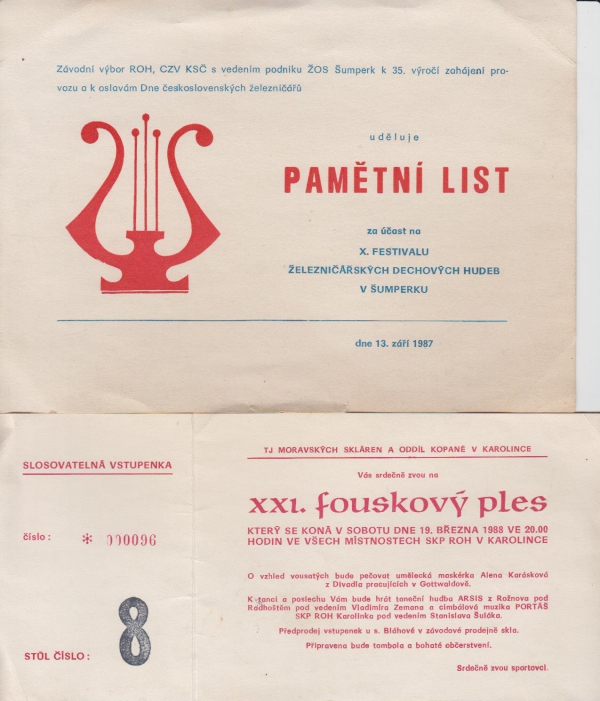 Závodní výbor ROH, CZV KSČ s vedením podniku ŽOS Šumperk k 35. výročí zahájení pro-
vozu a k oslavám Dne československých železničářů
uděluje
PAMĚTNÍ LIST
za účast na
X. FESTIVALU
ŽELEZNIČÁŘSKÝCH DECHOVÝCH HUDEB
V ŠUMPERKU
dne 13. září 1987
SLOSOVATELNÁ VSTUPENKA
číslo : * 000096
STŮL ČÍSLO : 8
TJ MORAVSKÝCH SKLÁREN A ODDÍL KOPANÉ V KAROLINCE
Vás srdečně zvou na
XXI. fouskový ples
KTERÝ SE KONÁ V SOBOTU DNE 19. BŘEZNA 1988 VE 20.00
HODIN VE VŠECH MÍSTNOSTECH SKP ROH V KAROLINCE
O vzhled vousatých bude pečovat umělecká maskérka Alena Karásková
z Divadla pracujících v Gottwaldově.
K tanci a poslechu Vám bude hrát taneční hudba ARSIS z Rožnova pod
Radhoštěm pod vedením Vladimíra Zemana a cimbálová muzika PORTÁŠ
SKP ROH Karolinka pod vedením Stanislava Šuláka.
Předprodej vstupenek u s. Bláhové v závodové prodejně skla.
Připravena bude tombola a bohaté občerstvení.
Srdečně zvou sportovci.